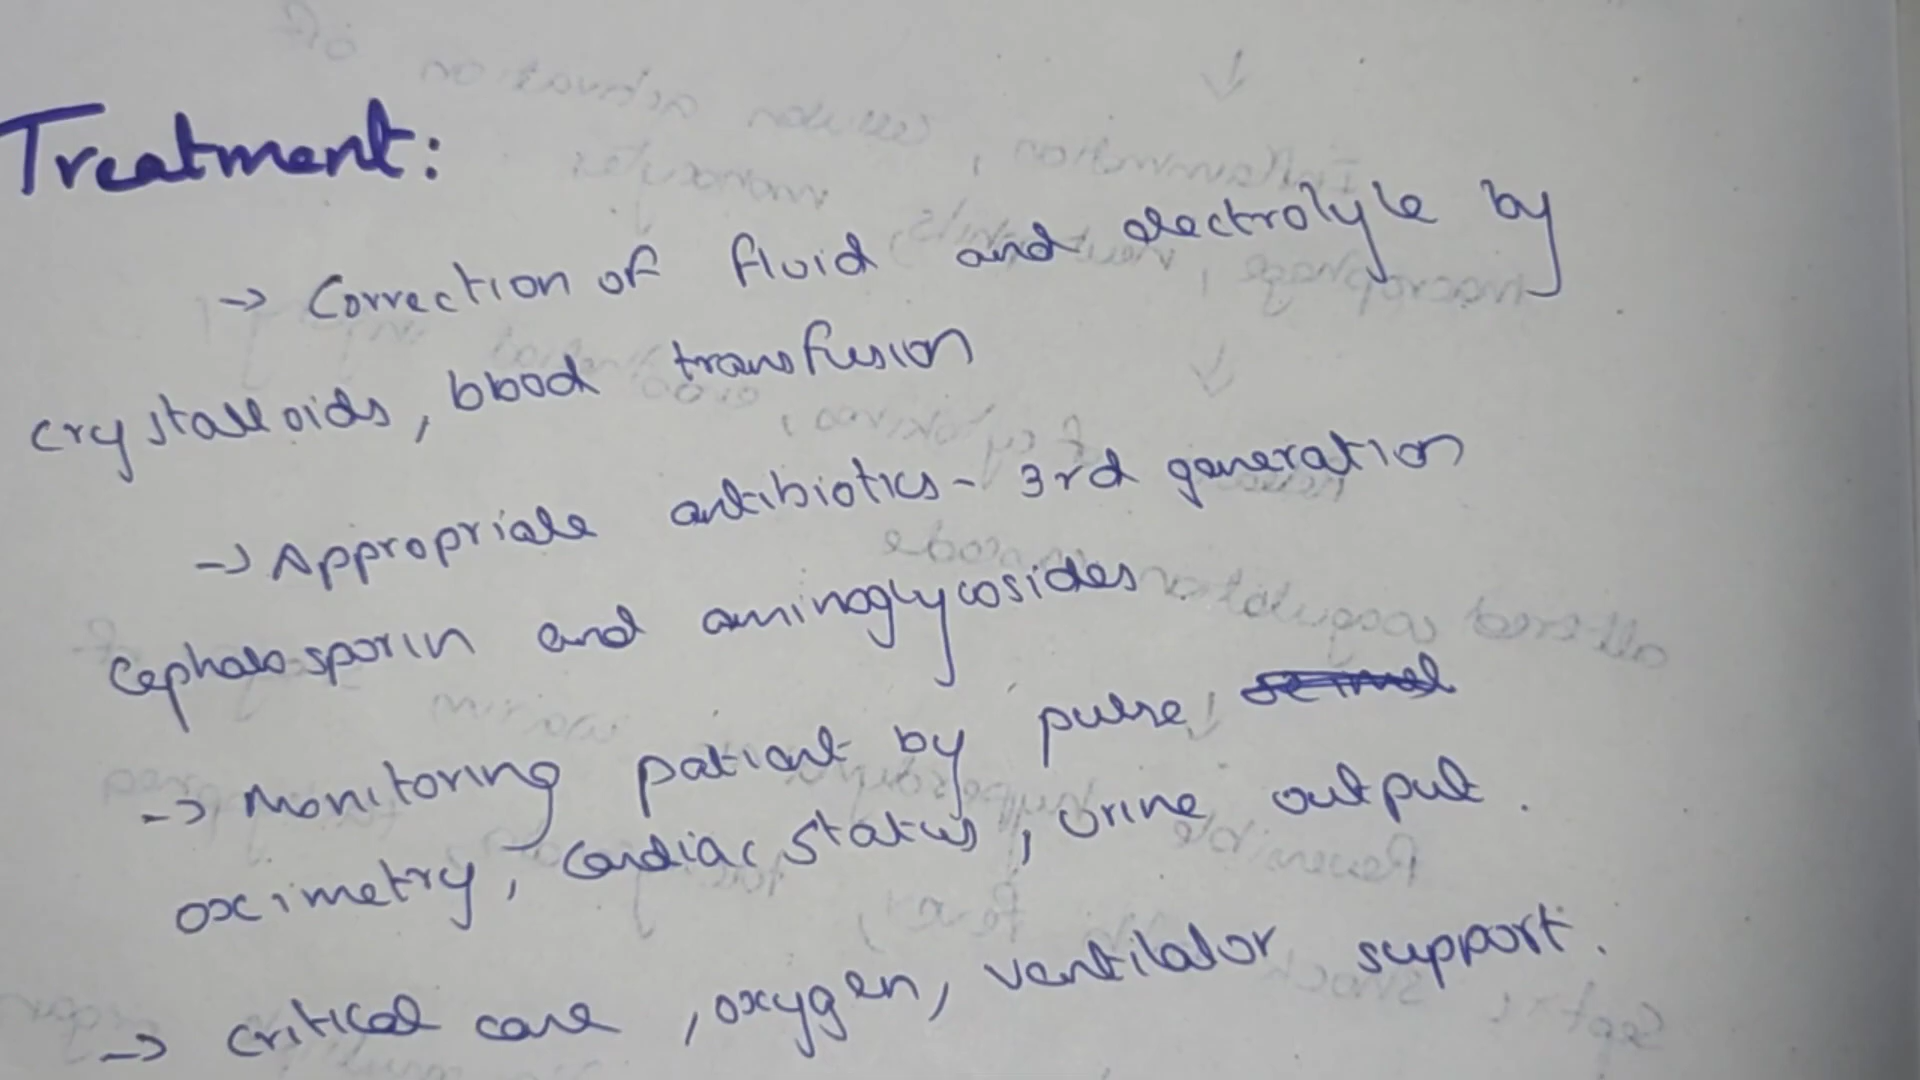 Treatment:
→ Correction of fluid and electrolyte by
crystalloids, blood transfusion
→ Appropriate antibiotics - 3rd generation
cephalosporin and aminoglycosides
→ Monitoring patient by pulse,
oximetry, cardiac status, urine output.
→ critical care, oxygen, ventilator support.